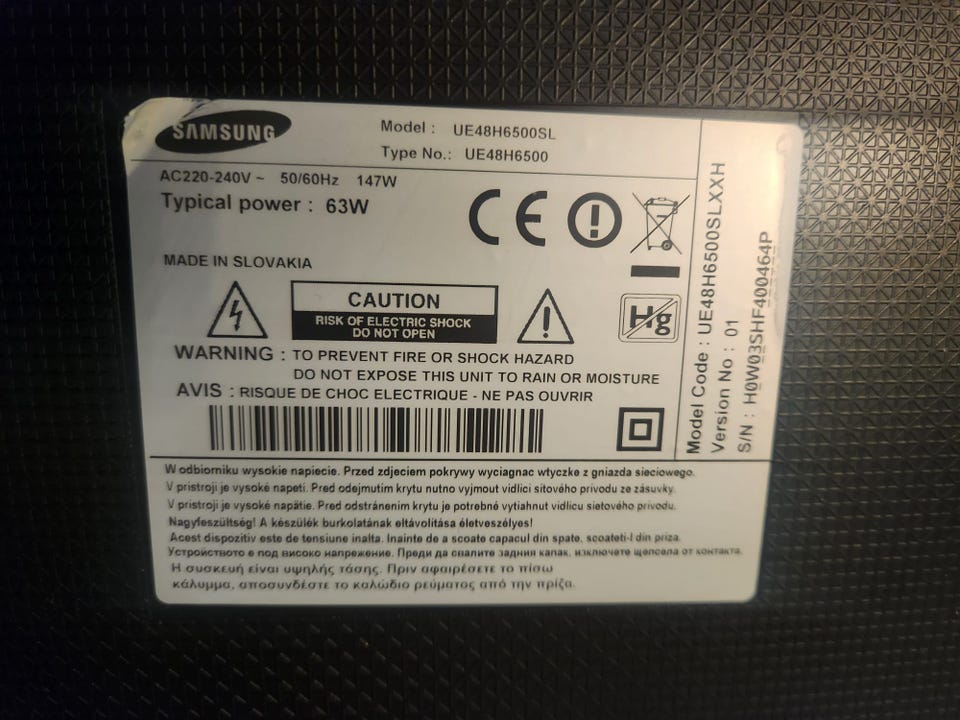 SAMSUNG
Model : UE48H6500SL
Type No.: UE48H6500
AC220-240V ~ 50/60Hz 147W
Typical power : 63W
MADE IN SLOVAKIA
CAUTION
RISK OF ELECTRIC SHOCK
DO NOT OPEN
Hg
WARNING : TO PREVENT FIRE OR SHOCK HAZARD
DO NOT EXPOSE THIS UNIT TO RAIN OR MOISTURE
AVIS : RISQUE DE CHOC ELECTRIQUE - NE PAS OUVRIR
Model Code : UE48H6500SLXXH
Version No : 01
S/N : H0W03SHF400464P
W odbiorniku wysokie napiecie. Przed zdjeciem pokrywy wyciagnac wtyczke z gniazda sieciowego.
V pristroji je vysoké napeti. Pred odejmutim krytu nutno vyjmout vidlici sítového privodu ze zásuvky.
V pristroji je vysoké napätie. Pred odstránením krytu je potrebné vytiahnut vidlicu sietového privodu.
Nagyfeszültség! A készülék burkolatának eltávolítása életveszélyes!
Acest dispozitiv este de tensiune inalta. Inainte de a scoate capacul din spate, scoateti-l din priza.
Устройството е под високо напрежение. Преди да свалите задния капак, изключете щепсела от контакта.
Η συσκευή είναι υψηλής τάσης. Πριν αφαιρέσετε το πίσω
κάλυμμα, αποσυνδέστε το καλώδιο ρεύματος από την πρίζα.